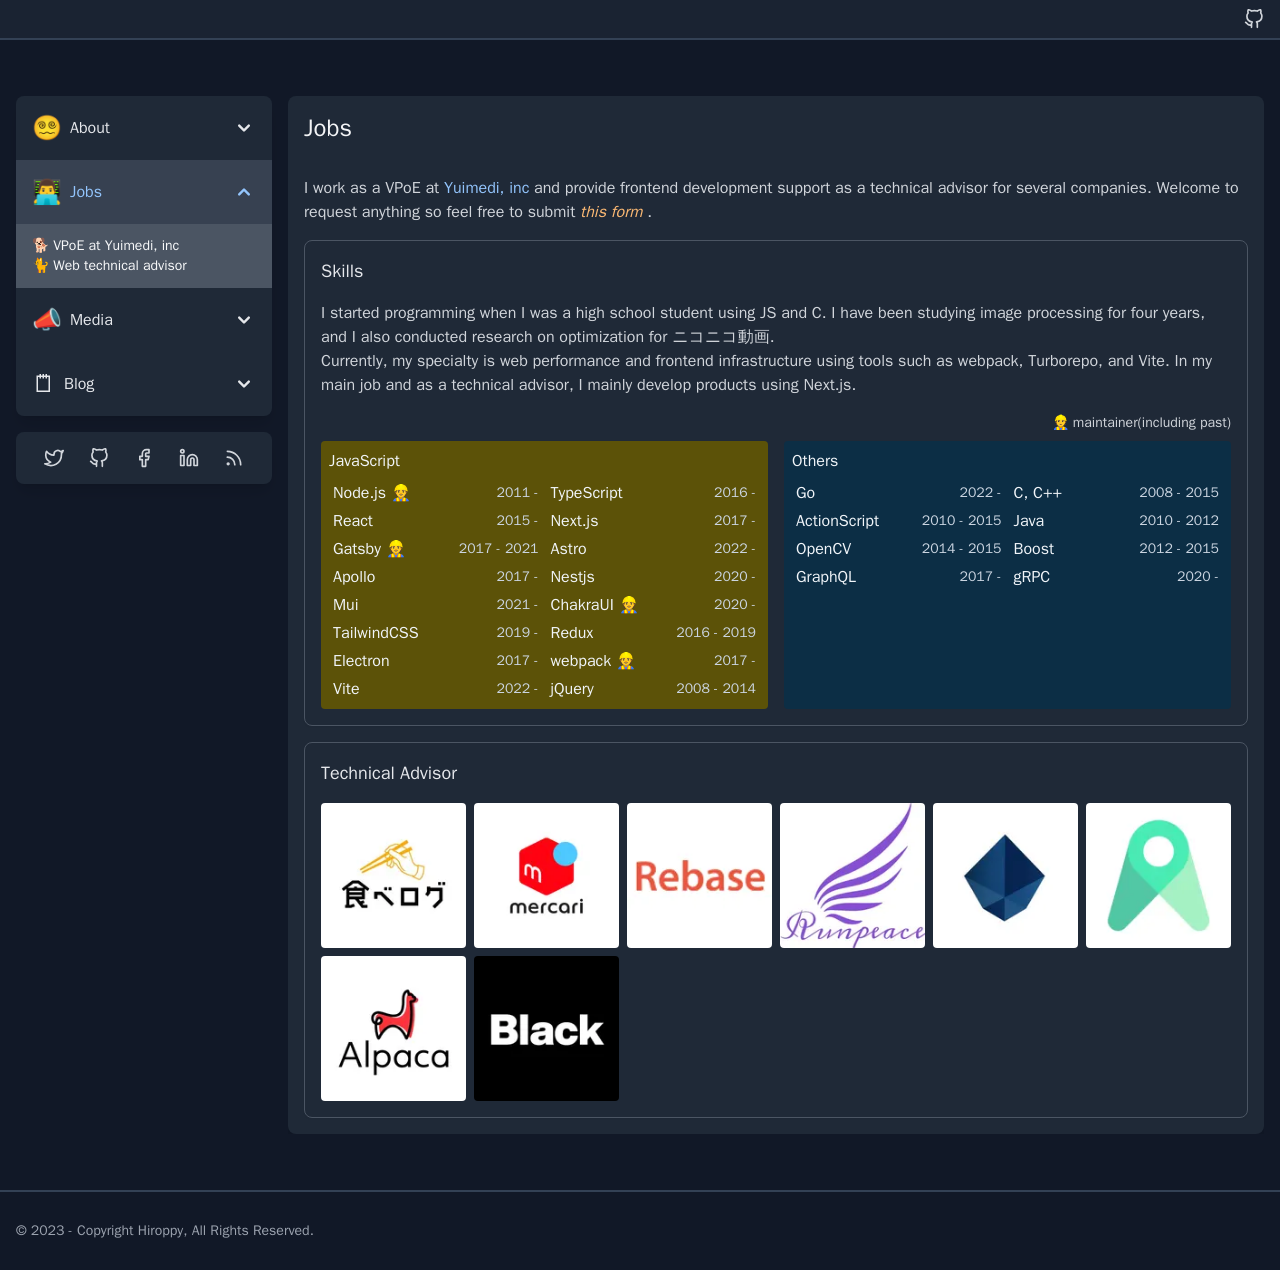 About
Jobs
VPoE at Yuimedi, inc
Web technical advisor
Media
Blog
Jobs
I work as a VPoE at Yuimedi, inc and provide frontend development support as a technical advisor for several companies. Welcome to
request anything so feel free to submit this form .
Skills
I started programming when I was a high school student using JS and C. I have been studying image processing for four years,
and I also conducted research on optimization for ニコニコ動画.
Currently, my specialty is web performance and frontend infrastructure using tools such as webpack, Turborepo, and Vite. In my
main job and as a technical advisor, I mainly develop products using Next.js.
maintainer(including past)
JavaScript
Node.js 2011 - TypeScript 2016 -
React 2015 - Next.js 2017 -
Gatsby 2017 - 2021 Astro 2022 -
Apollo 2017 - Nestjs 2020 -
Mui 2021 - ChakraUI 2020 -
TailwindCSS 2019 - Redux 2016 - 2019
Electron 2017 - webpack 2017 -
Vite 2022 - jQuery 2008 - 2014
Others
Go 2022 - C, C++ 2008 - 2015
ActionScript 2010 - 2015 Java 2010 - 2012
OpenCV 2014 - 2015 Boost 2012 - 2015
GraphQL 2017 - gRPC 2020 -
Technical Advisor
食べログ
mercari
Rebase
Runpeace
Alpaca
Black
© 2023 - Copyright Hiroppy, All Rights Reserved.